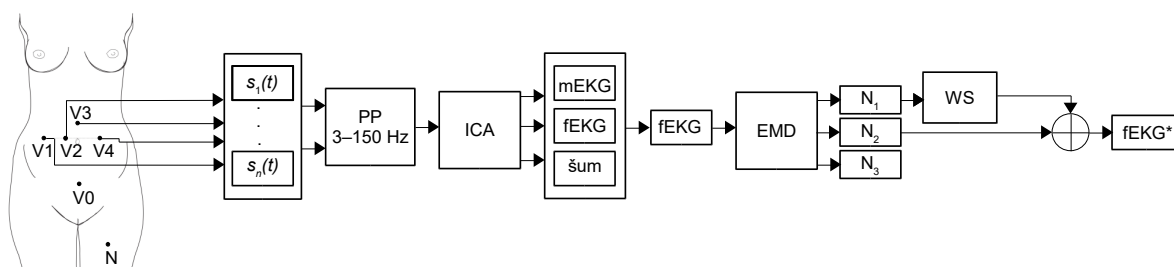 V3
V1 V2 V4
V0
N
s1(t)
.
.
.
sn(t)
PP
3–150 Hz
ICA
mEKG
fEKG
šum
fEKG
EMD
N1
N2
N3
WS
fEKG*